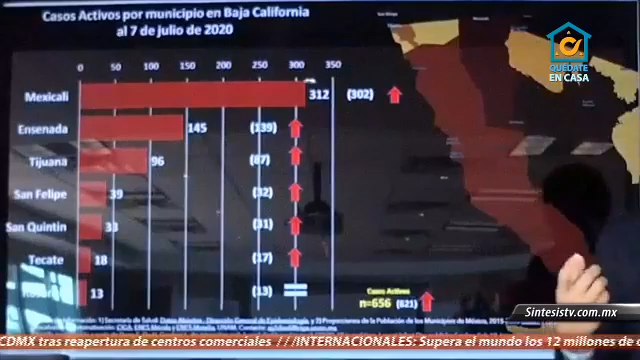 Casos Activos por municipio en Baja California
al 7 de julio de 2020
QUÉDATE
EN CASA
0 50 100 150 200 250 300 350
Mexicali 312 (302)
Ensenada 145 (139)
Tijuana 96 (87)
San Felipe 39 (32)
San Quintin 33 (31)
Tecate 18 (17)
13 (13)
Casos Activos
n=656 (621)
Sintesistv.com.mx
CDMX tras reapertura de centros comerciales /// /INTERNACIONALES: Supera el mundo los 12 millones de